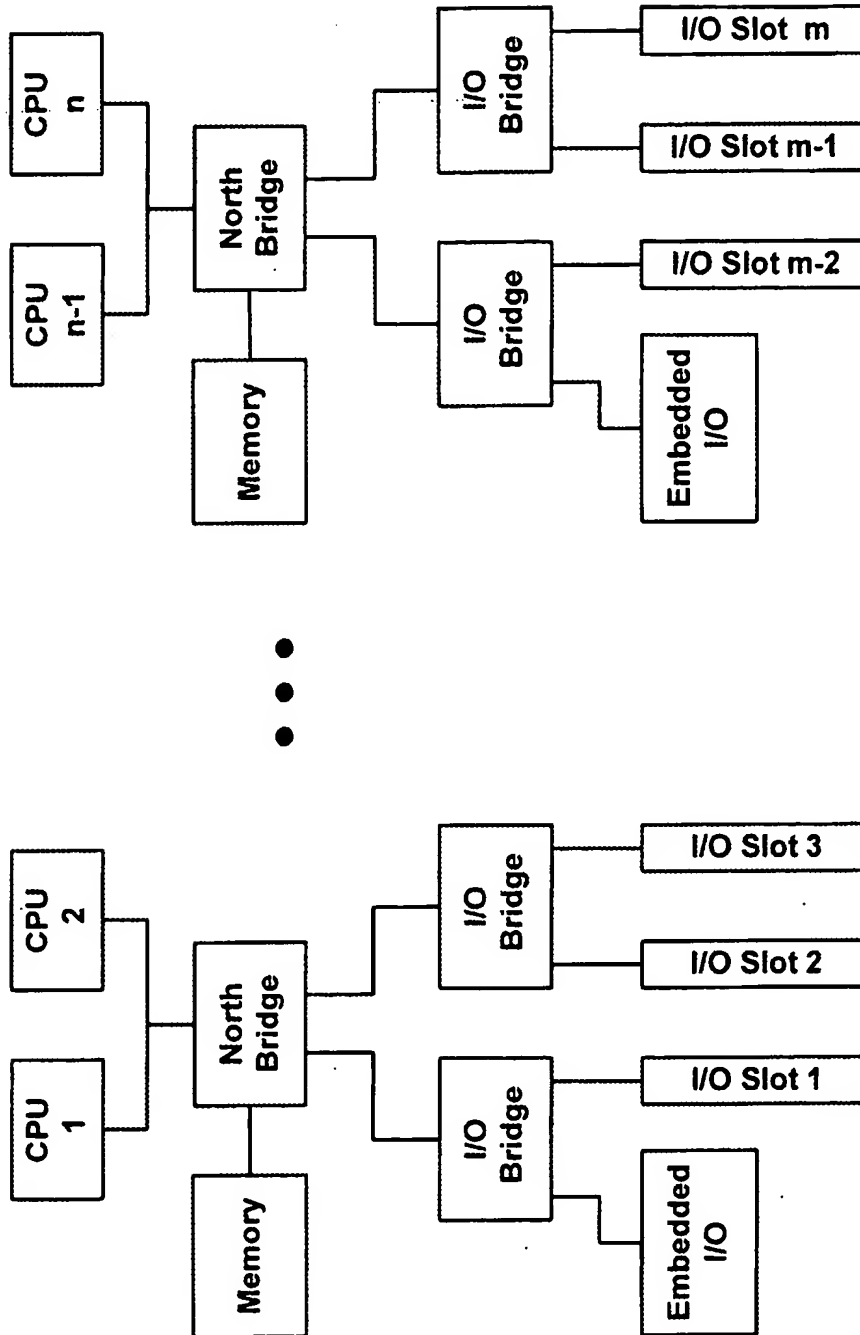 CPU
1
CPU
2
Memory
North
Bridge
I/O
Bridge
I/O
Bridge
Embedded
I/O
I/O Slot 1
I/O Slot 2
I/O Slot 3
CPU
n-1
CPU
n
Memory
North
Bridge
I/O
Bridge
I/O
Bridge
Embedded
I/O
I/O Slot m-2
I/O Slot m-1
I/O Slot m